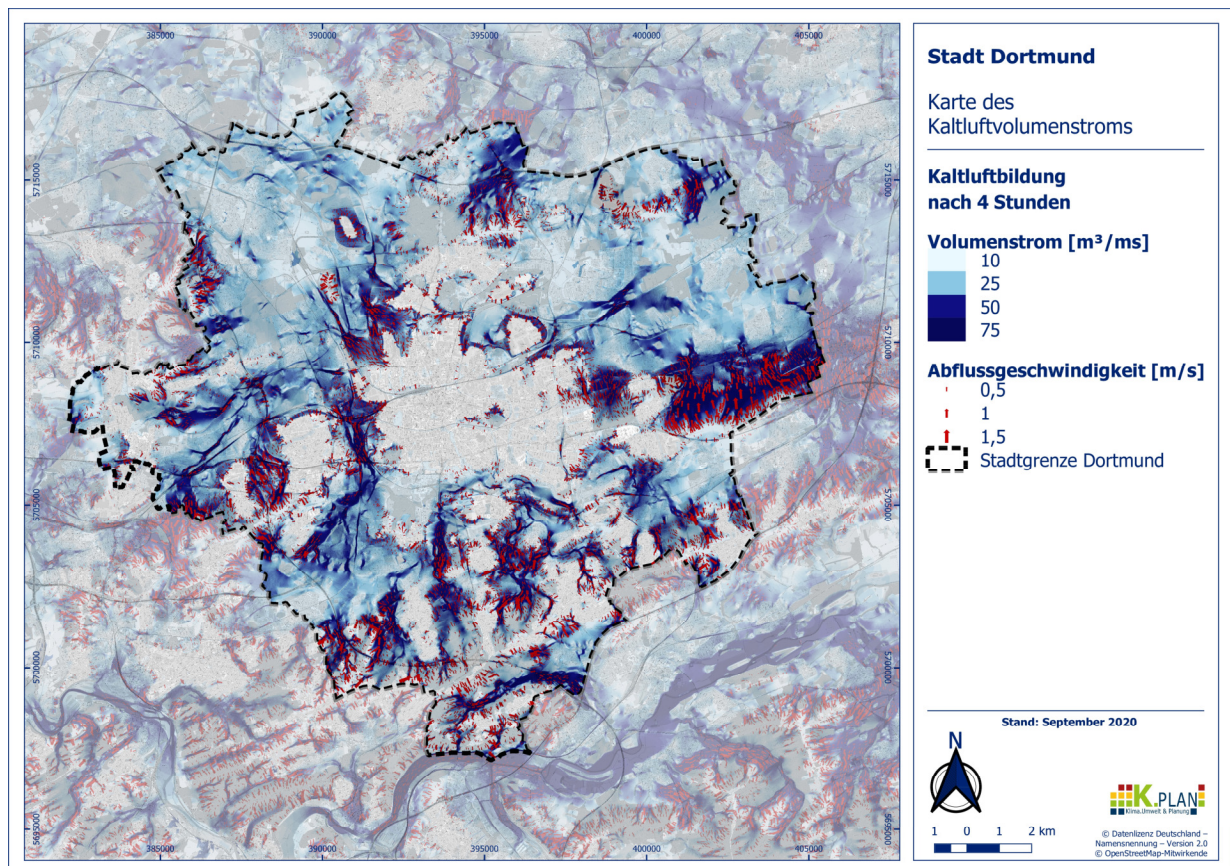 385000
390000
395000
400000
405000
5715000
5715000
5710000
5710000
5705000
5705000
5700000
5700000
5695000
5695000
385000
390000
395000
400000
405000
Stadt Dortmund
Karte des
Kaltluftvolumenstroms
Kaltluftbildung
nach 4 Stunden
Volumenstrom [m³/ms]
10
25
50
75
Abflussgeschwindigkeit [m/s]
0,5
1
1,5
Stadtgrenze Dortmund
Stand: September 2020
N
K.PLAN
Klima.Umwelt & Planung
1 0 1 2 km
© Datenlizenz Deutschland –
Namensnennung – Version 2.0
© OpenStreetMap-Mitwirkende